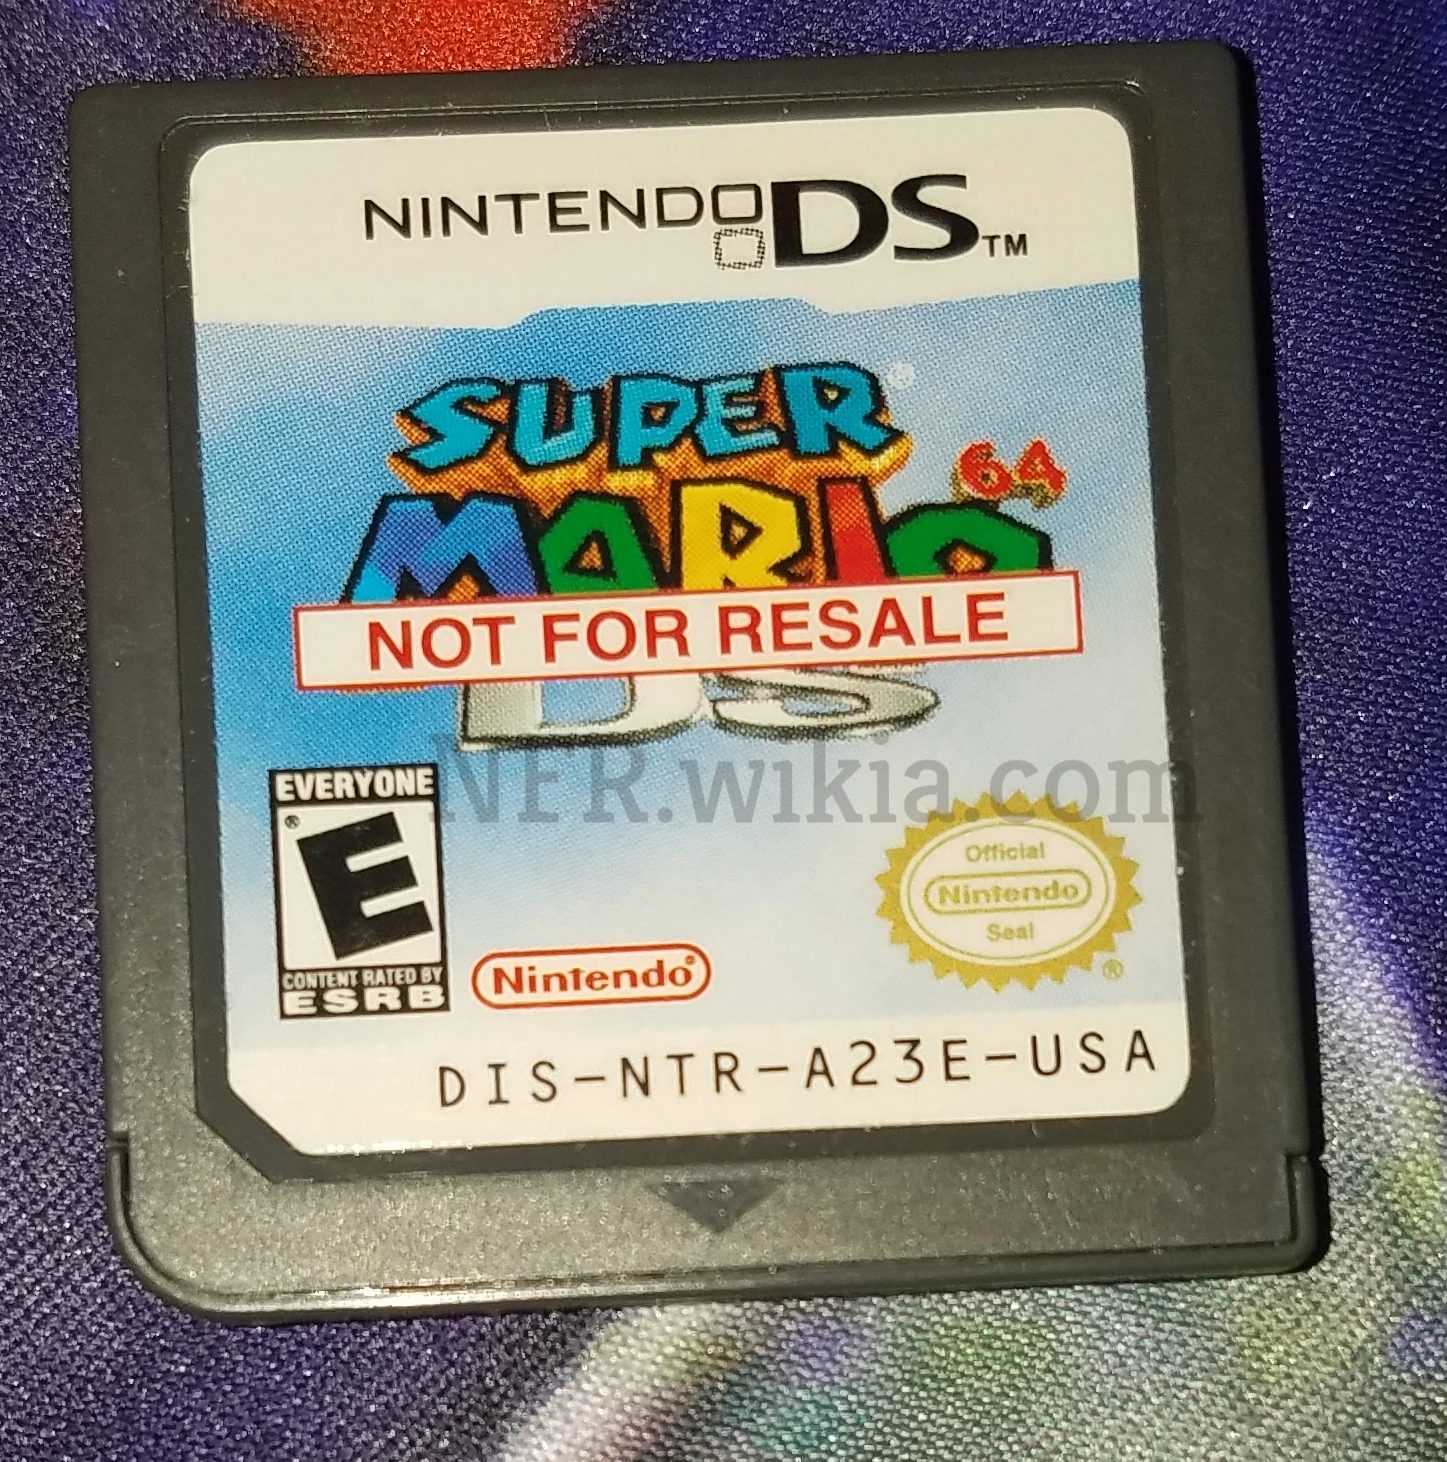 NINTENDO DS™
SUPER®
MARIO 64
NOT FOR RESALE
DS
NFR.wikia.com
EVERYONE
E®
CONTENT RATED BY
ESRB
Nintendo®
Official
Nintendo
Seal®
DIS-NTR-A23E-USA